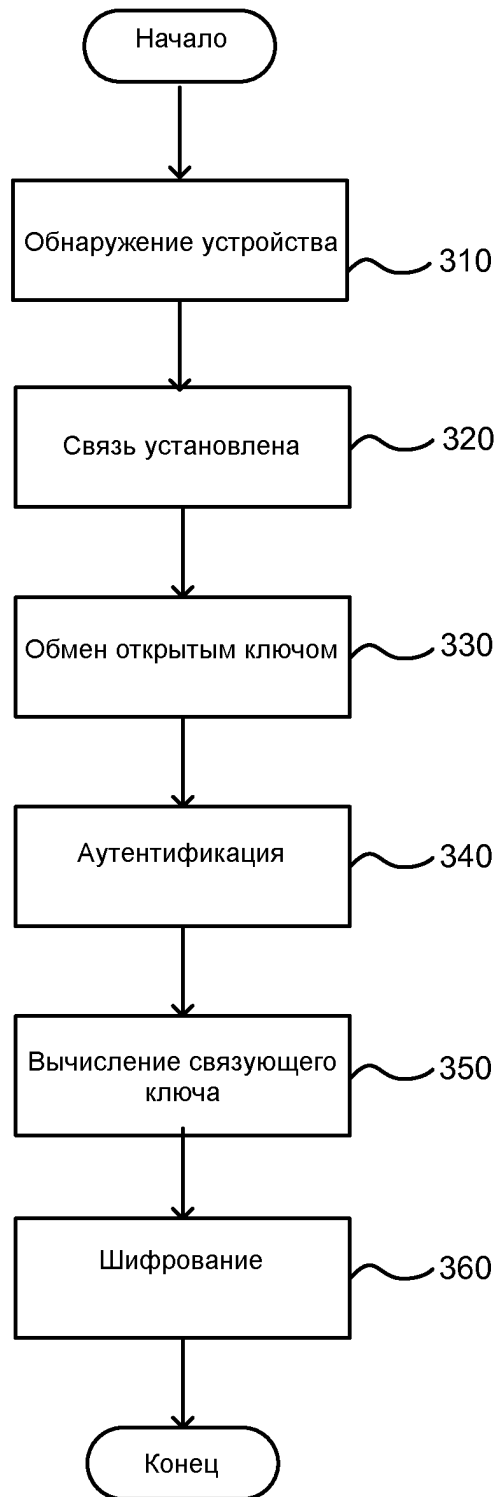 Начало
Обнаружение устройства
310
Связь установлена
320
Обмен открытым ключом
330
Аутентификация
340
Вычисление связующего
ключа
350
Шифрование
360
Конец